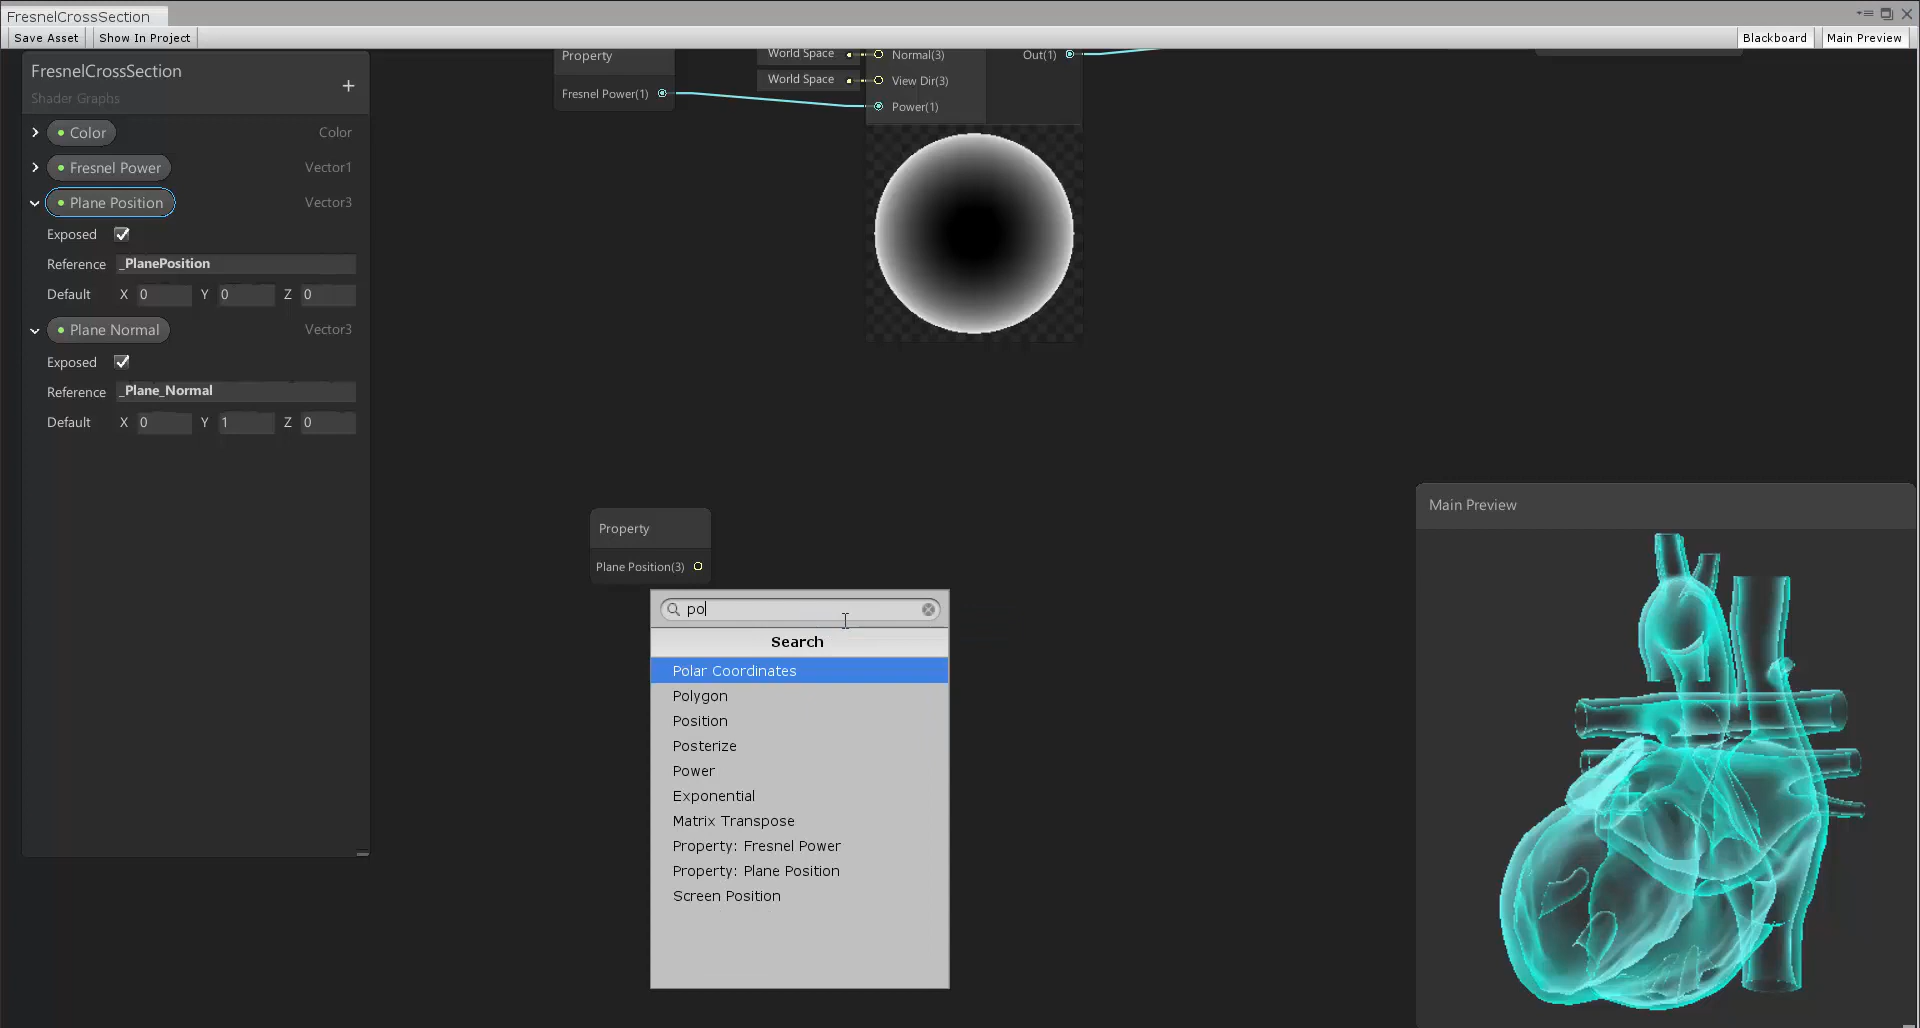 FresnelCrossSection
Save Asset
Show In Project
Blackboard
Main Preview
FresnelCrossSection
Shader Graphs
+
Color
Color
Fresnel Power
Vector1
Plane Position
Vector3
Exposed
Reference
_PlanePosition
Default X 0 Y 0 Z 0
Plane Normal
Vector3
Exposed
Reference
_Plane_Normal
Default X 0 Y 1 Z 0
Property
Fresnel Power(1)
World Space
Normal(3)
Out(1)
World Space
View Dir(3)
Power(1)
Property
Plane Position(3)
po
Search
Polar Coordinates
Polygon
Position
Posterize
Power
Exponential
Matrix Transpose
Property: Fresnel Power
Property: Plane Position
Screen Position
Main Preview